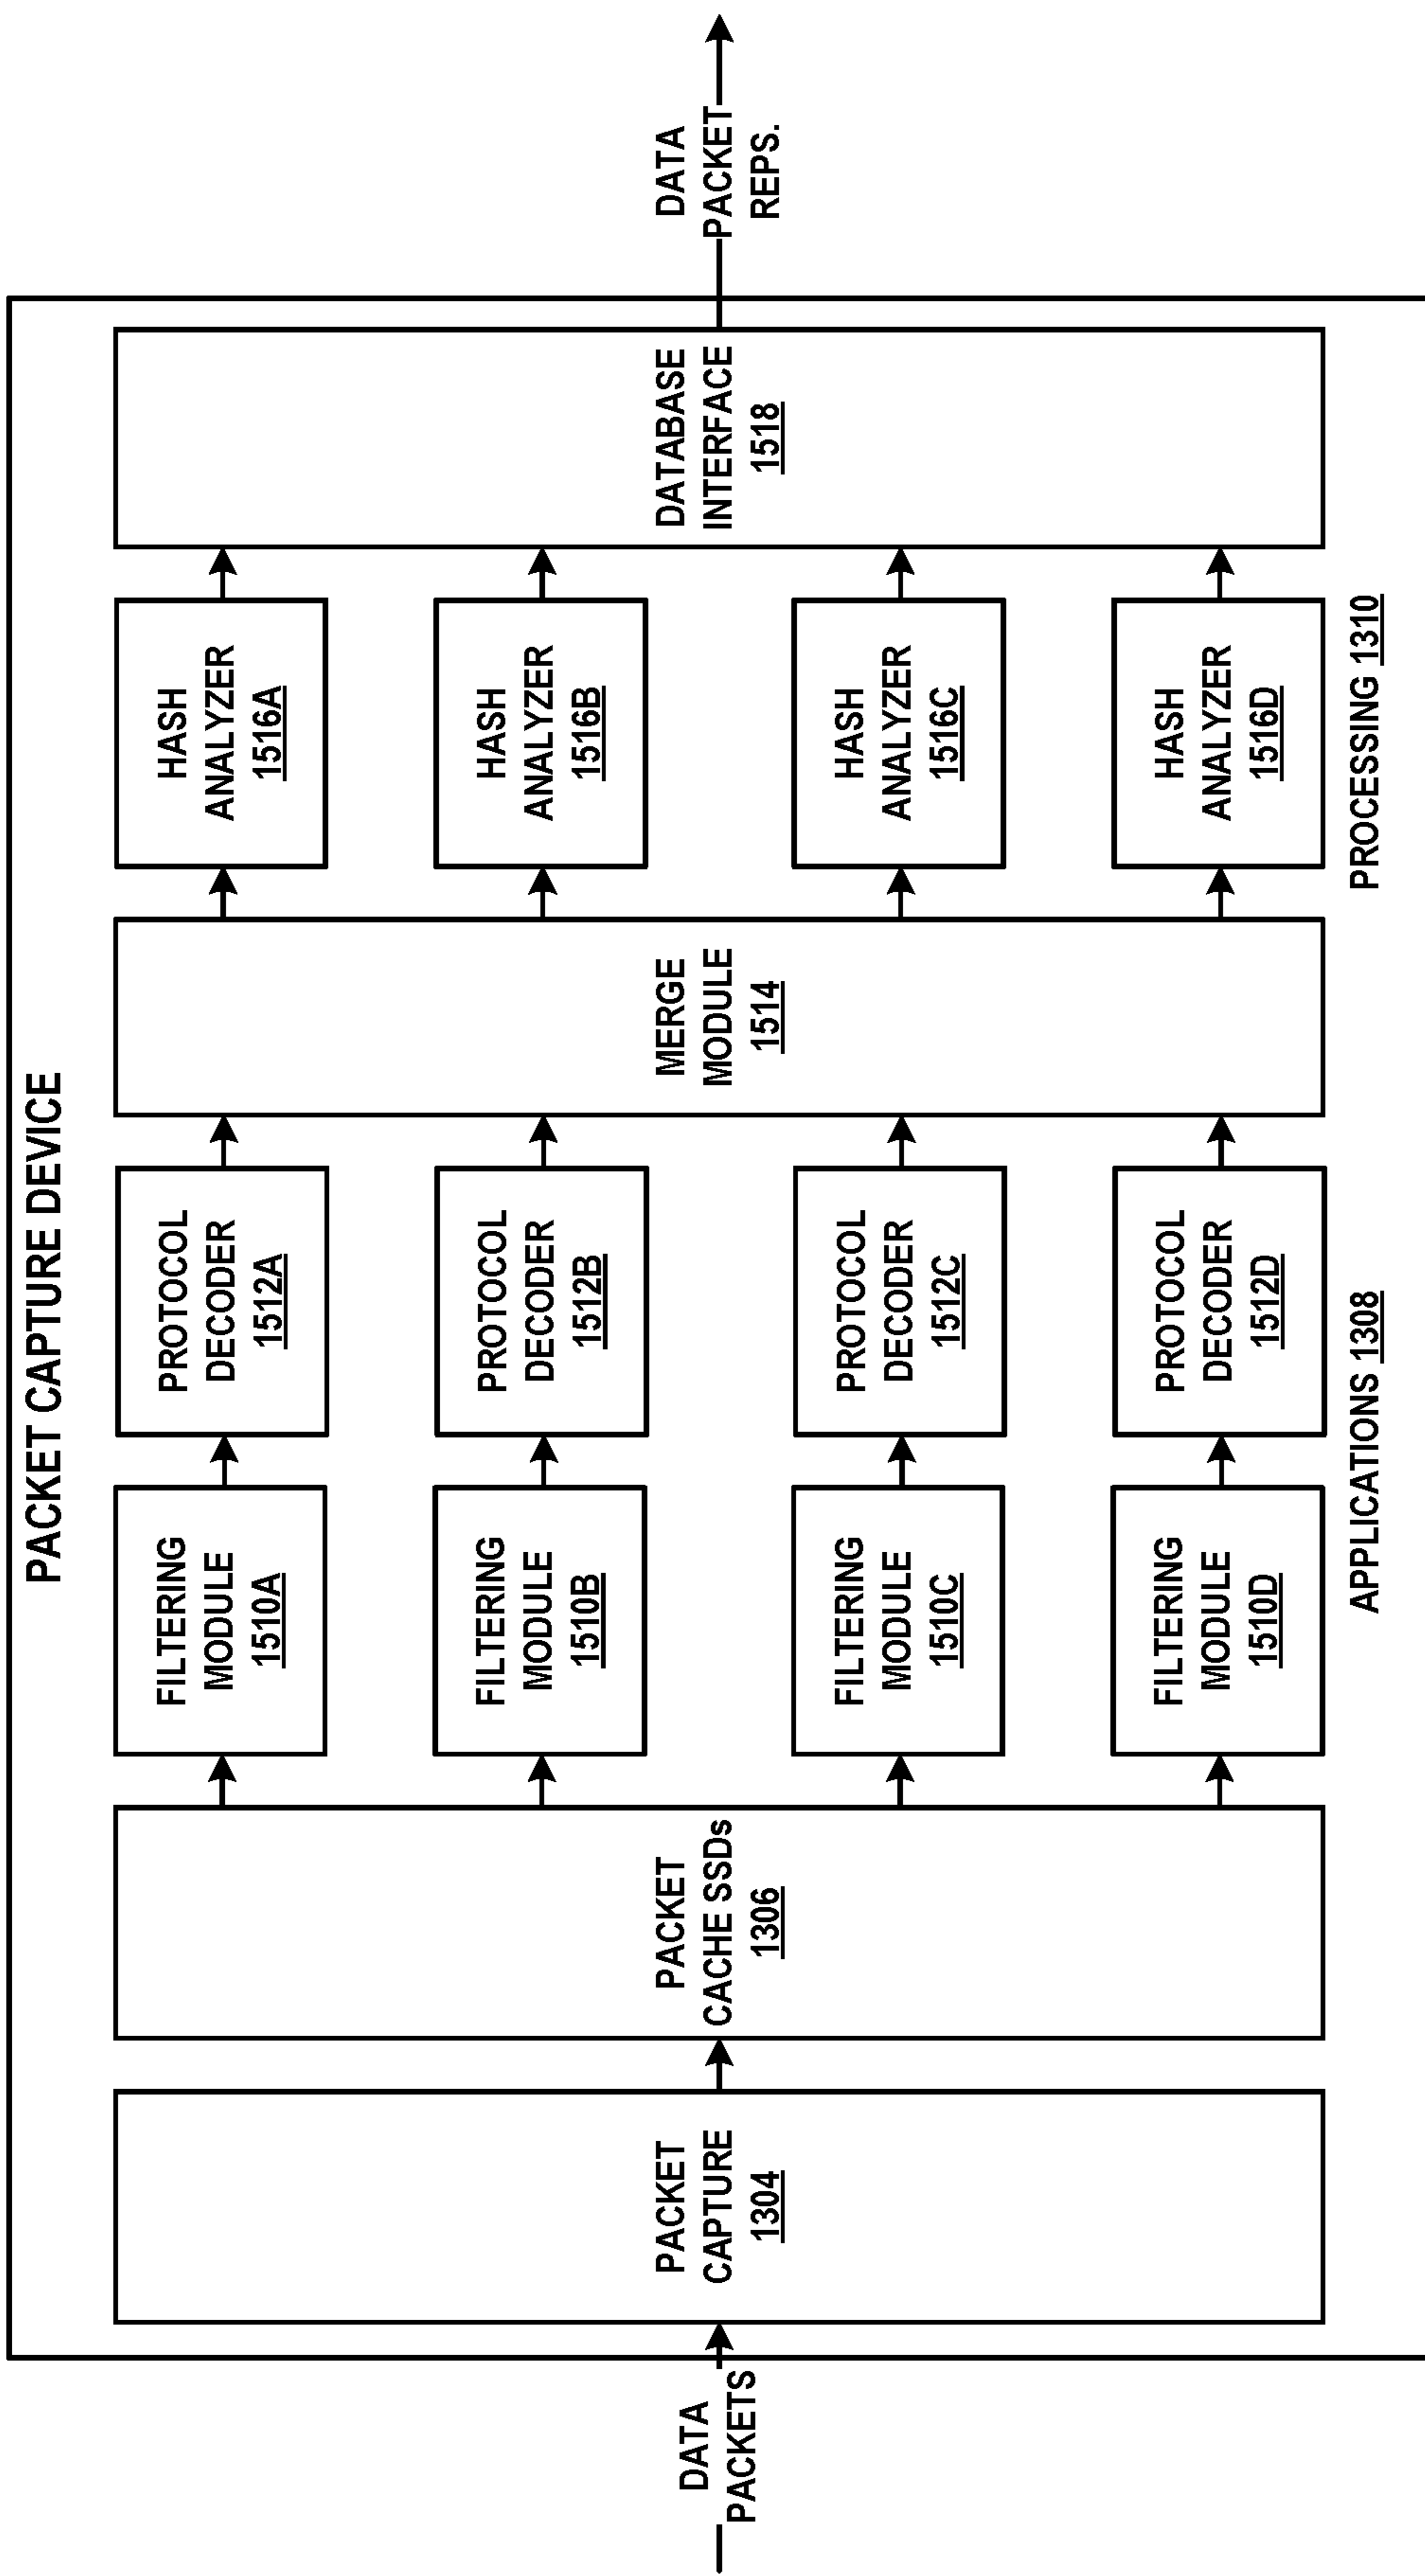 PACKET CAPTURE DEVICE
DATA
PACKETS
PACKET
CAPTURE
1304
PACKET
CACHE SSDs
1306
FILTERING
MODULE
1510A
FILTERING
MODULE
1510B
FILTERING
MODULE
1510C
FILTERING
MODULE
1510D
PROTOCOL
DECODER
1512A
PROTOCOL
DECODER
1512B
PROTOCOL
DECODER
1512C
PROTOCOL
DECODER
1512D
APPLICATIONS 1308
MERGE
MODULE
1514
HASH
ANALYZER
1516A
HASH
ANALYZER
1516B
HASH
ANALYZER
1516C
HASH
ANALYZER
1516D
PROCESSING 1310
DATABASE
INTERFACE
1518
DATA
PACKET
REPS.